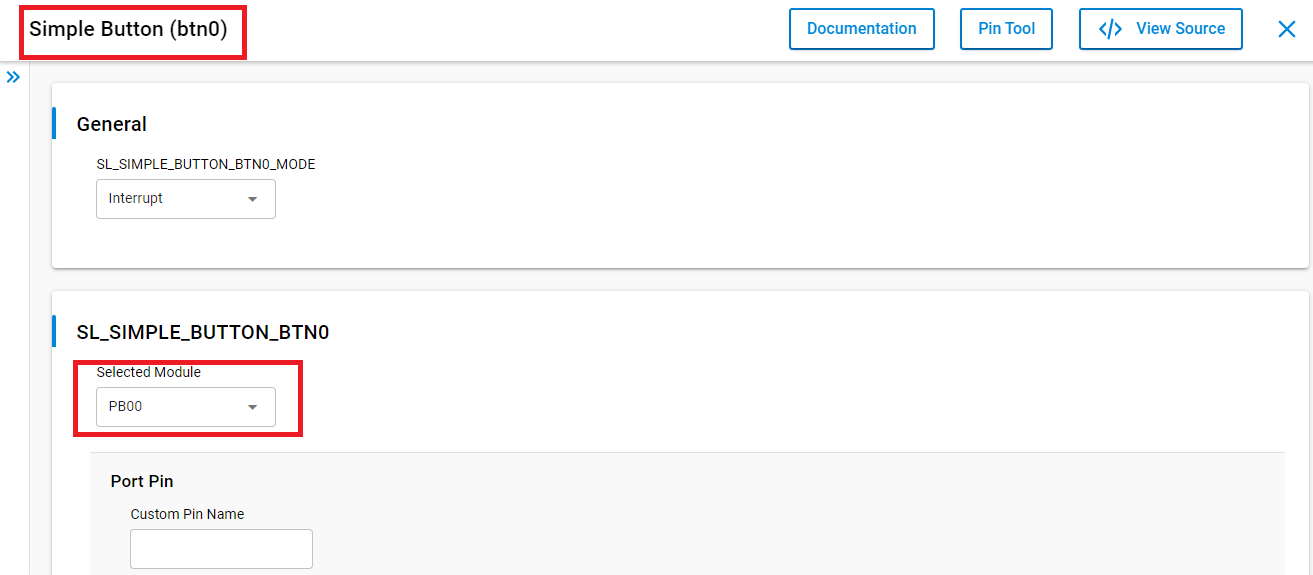 Simple Button (btn0)
Documentation
Pin Tool
</> View Source
General
SL_SIMPLE_BUTTON_BTN0_MODE
Interrupt
SL_SIMPLE_BUTTON_BTN0
Selected Module
PB00
Port Pin
Custom Pin Name